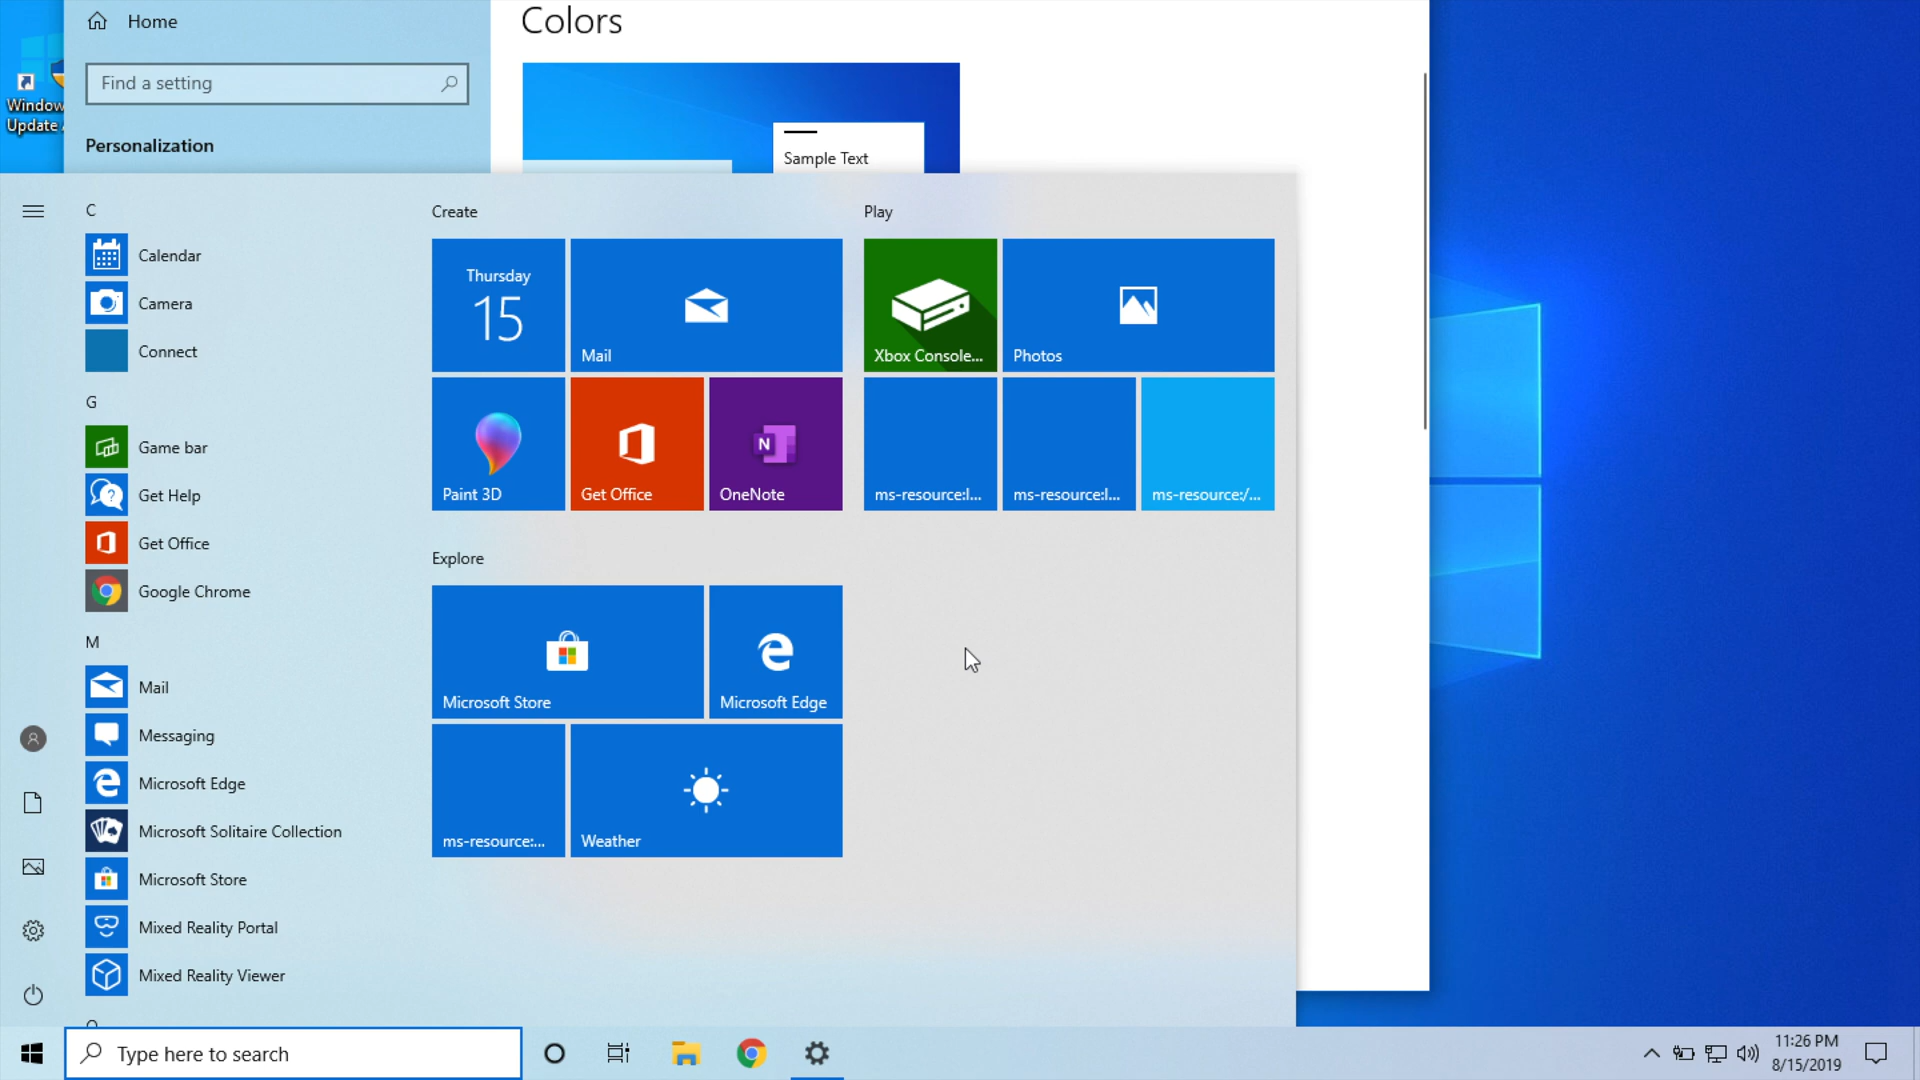 Home
Colors
Find a setting
Window
Update
Personalization
Sample Text
C
Calendar
Camera
Connect
G
Game bar
Get Help
Get Office
Google Chrome
M
Mail
Messaging
Microsoft Edge
Microsoft Solitaire Collection
Microsoft Store
Mixed Reality Portal
Mixed Reality Viewer
Create
Thursday
15
Mail
Paint 3D
Get Office
N
OneNote
Explore
Microsoft Store
Microsoft Edge
ms-resource:...
Weather
Play
Xbox Console...
Photos
ms-resource:l...
ms-resource:l...
ms-resource:/...
Type here to search
11:26 PM
8/15/2019